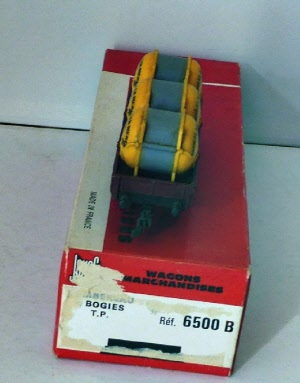 MADE IN FRANCE
WAGONS
MARCHANDISES
BOGIES
T.P.
Réf. 6500 B